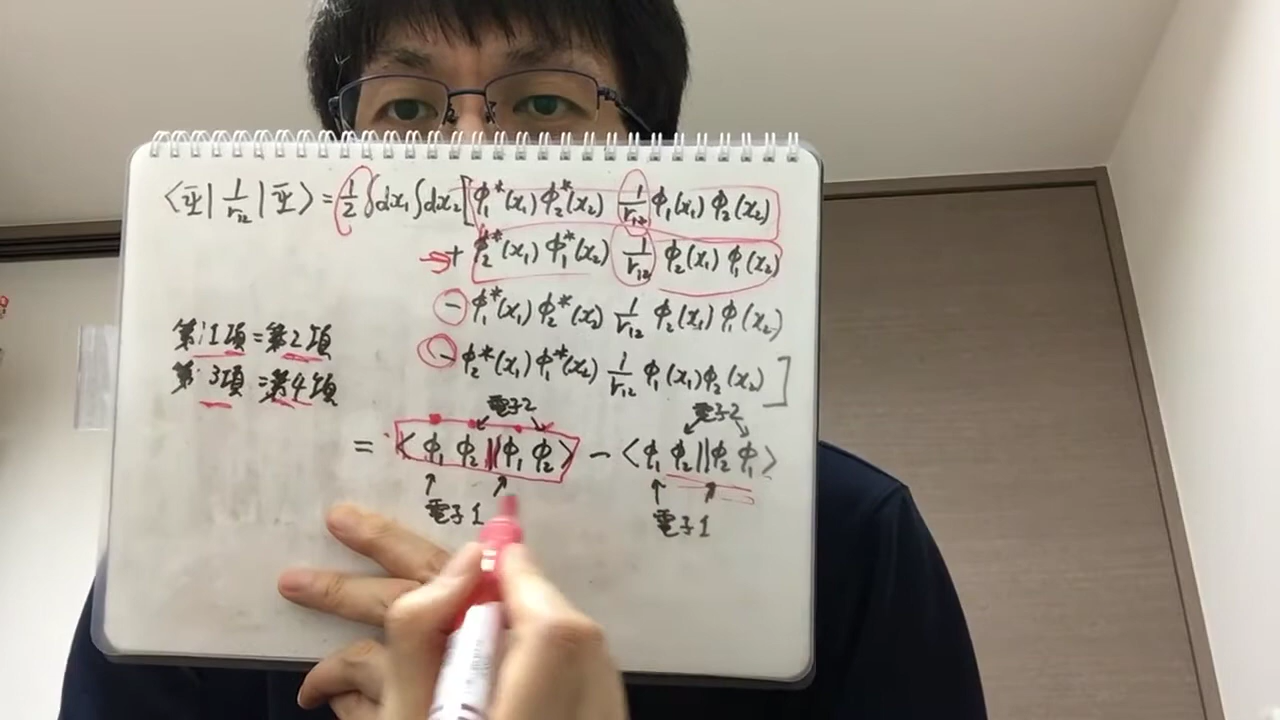 ⟨Ψ| 1/r₁₂ |Ψ⟩ = 1/2 ∫dx₁∫dx₂[ϕ₁*(x₁) ϕ₂*(x₂) 1/r₁₂ ϕ₁(x₁) ϕ₂(x₂)
+ ϕ₂*(x₁) ϕ₁*(x₂) 1/r₁₂ ϕ₂(x₁) ϕ₁(x₂)
− ϕ₁*(x₁) ϕ₂*(x₂) 1/r₁₂ ϕ₂(x₁) ϕ₁(x₂)
− ϕ₂*(x₁) ϕ₁*(x₂) 1/r₁₂ ϕ₁(x₁) ϕ₂(x₂)]
第1項=第2項
第3項=第4項
電子2 電子2
= ⟨ϕ₁ ϕ₂||ϕ₁ ϕ₂⟩ − ⟨ϕ₁ ϕ₂||ϕ₂ ϕ₁⟩
電子1 電子1